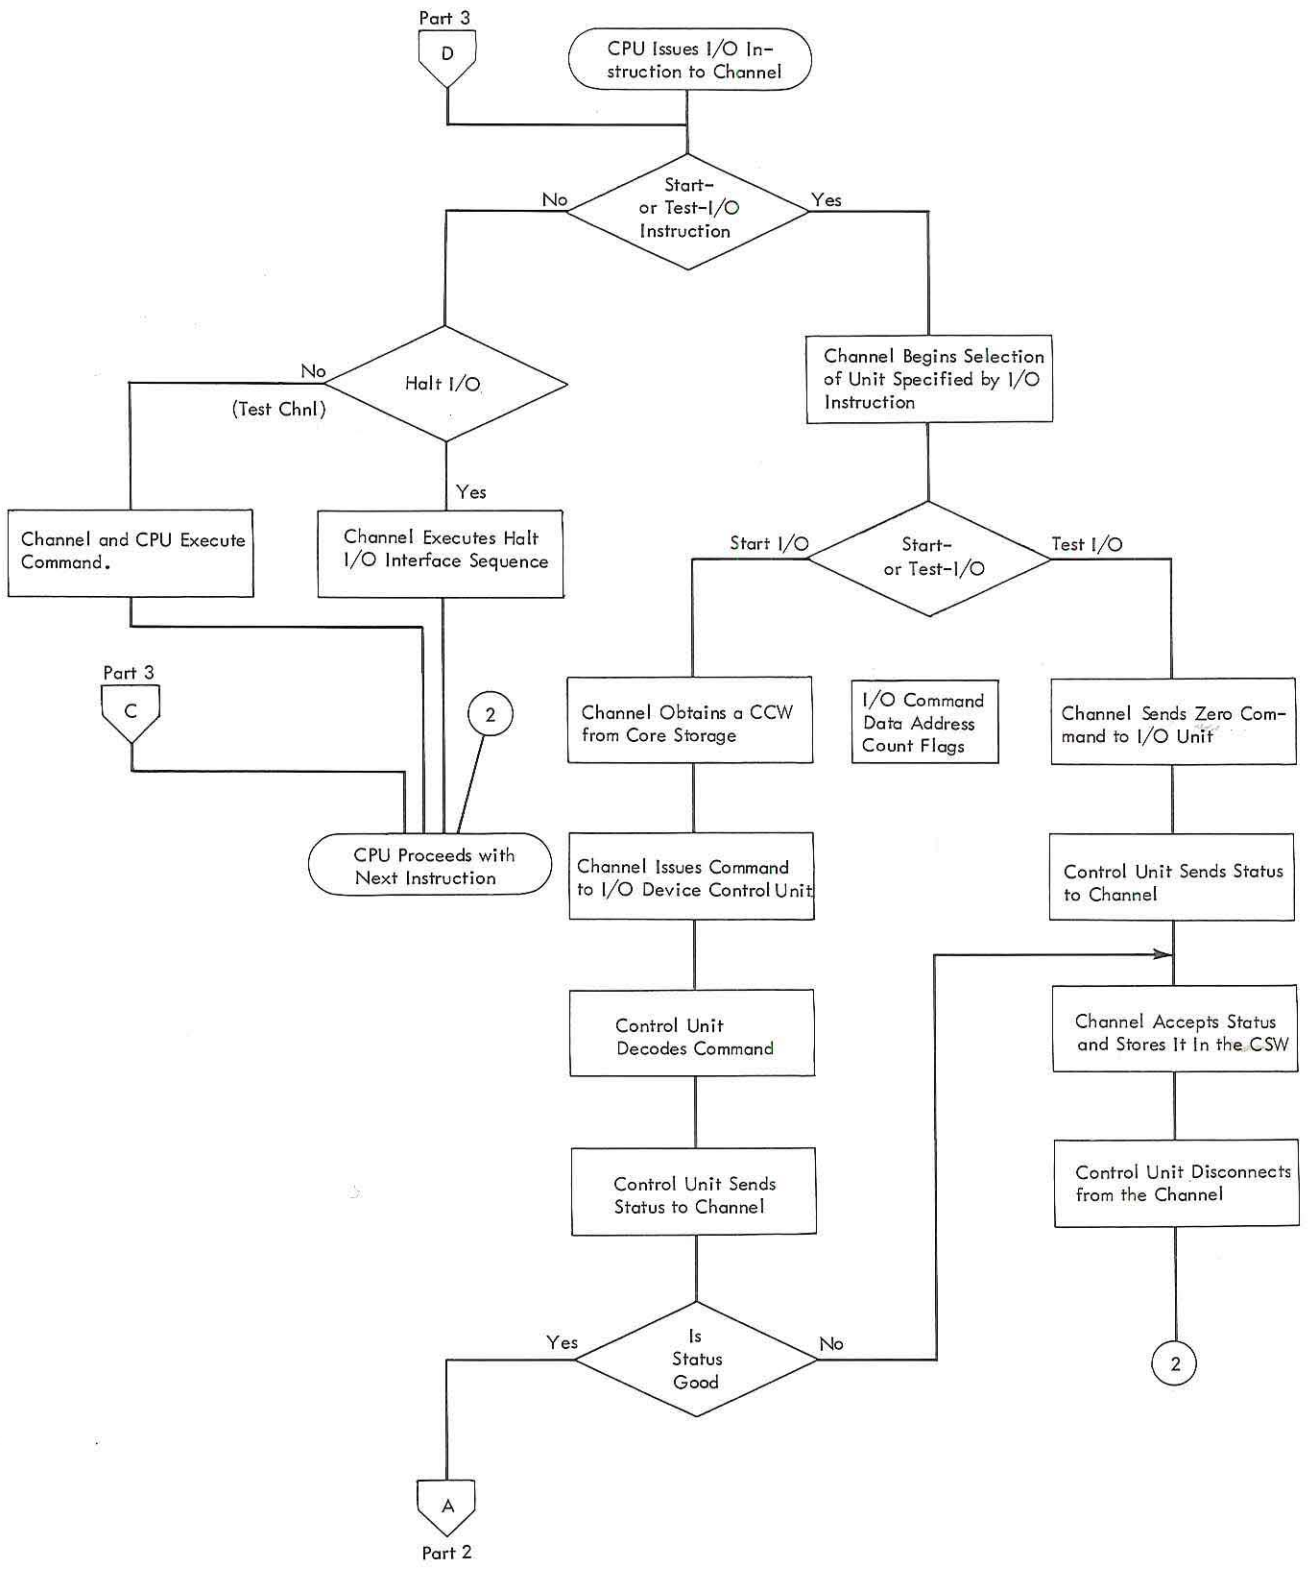 Part 3
D
CPU Issues I/O In-
struction to Channel
Start-
or Test-I/O
Instruction
No
Yes
Halt I/O
No
(Test Chnl)
Yes
Channel Begins Selection
of Unit Specified by I/O
Instruction
Channel and CPU Execute
Command.
Channel Executes Halt
I/O Interface Sequence
Start I/O
Start-
or Test-I/O
Test I/O
Part 3
C
2
CPU Proceeds with
Next Instruction
Channel Obtains a CCW
from Core Storage
I/O Command
Data Address
Count Flags
Channel Sends Zero Com-
mand to I/O Unit
Channel Issues Command
to I/O Device Control Unit
Control Unit Sends Status
to Channel
Control Unit
Decodes Command
Channel Accepts Status
and Stores It In the CSW
Control Unit Sends
Status to Channel
Control Unit Disconnects
from the Channel
Yes
Is
Status
Good
No
2
A
Part 2